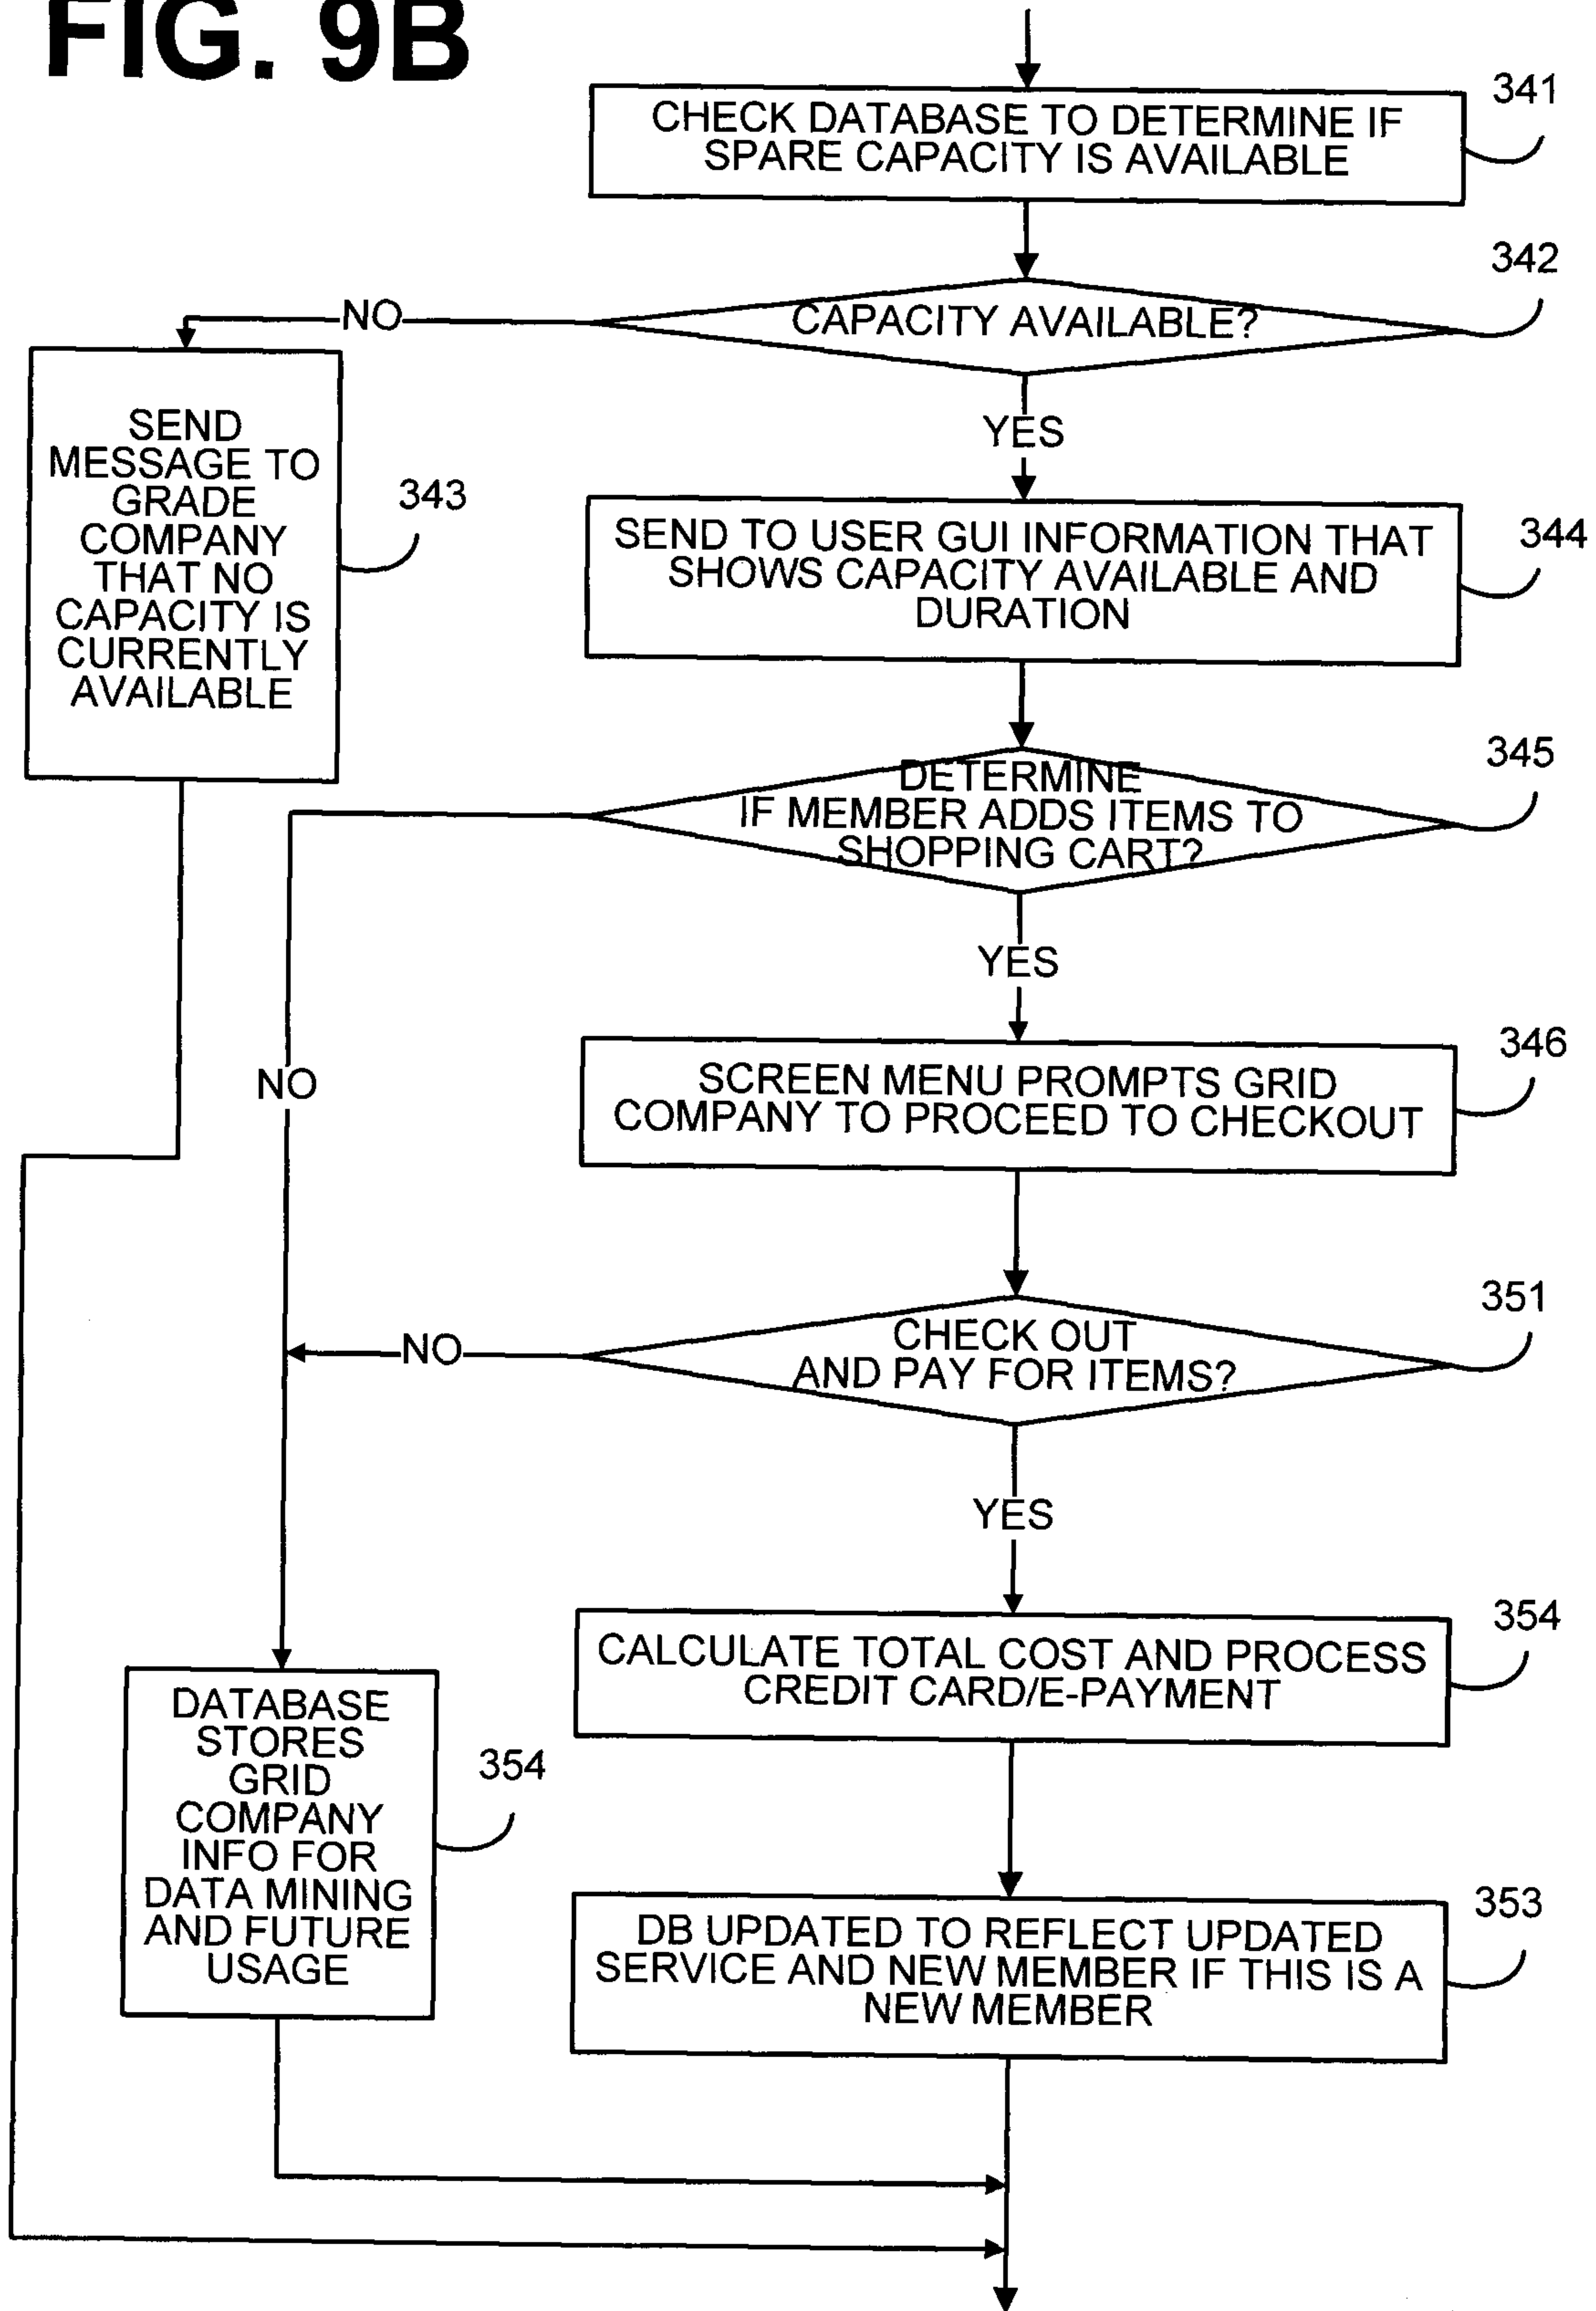 FIG. 9B
341
CHECK DATABASE TO DETERMINE IF
SPARE CAPACITY IS AVAILABLE
342
NO
CAPACITY AVAILABLE?
YES
SEND
MESSAGE TO
GRADE
COMPANY
THAT NO
CAPACITY IS
CURRENTLY
AVAILABLE
343
SEND TO USER GUI INFORMATION THAT
SHOWS CAPACITY AVAILABLE AND
DURATION
344
DETERMINE
IF MEMBER ADDS ITEMS TO
SHOPPING CART?
345
YES
NO
SCREEN MENU PROMPTS GRID
COMPANY TO PROCEED TO CHECKOUT
346
NO
CHECK OUT
AND PAY FOR ITEMS?
351
YES
CALCULATE TOTAL COST AND PROCESS
CREDIT CARD/E-PAYMENT
354
DATABASE
STORES
GRID
COMPANY
INFO FOR
DATA MINING
AND FUTURE
USAGE
354
DB UPDATED TO REFLECT UPDATED
SERVICE AND NEW MEMBER IF THIS IS A
NEW MEMBER
353